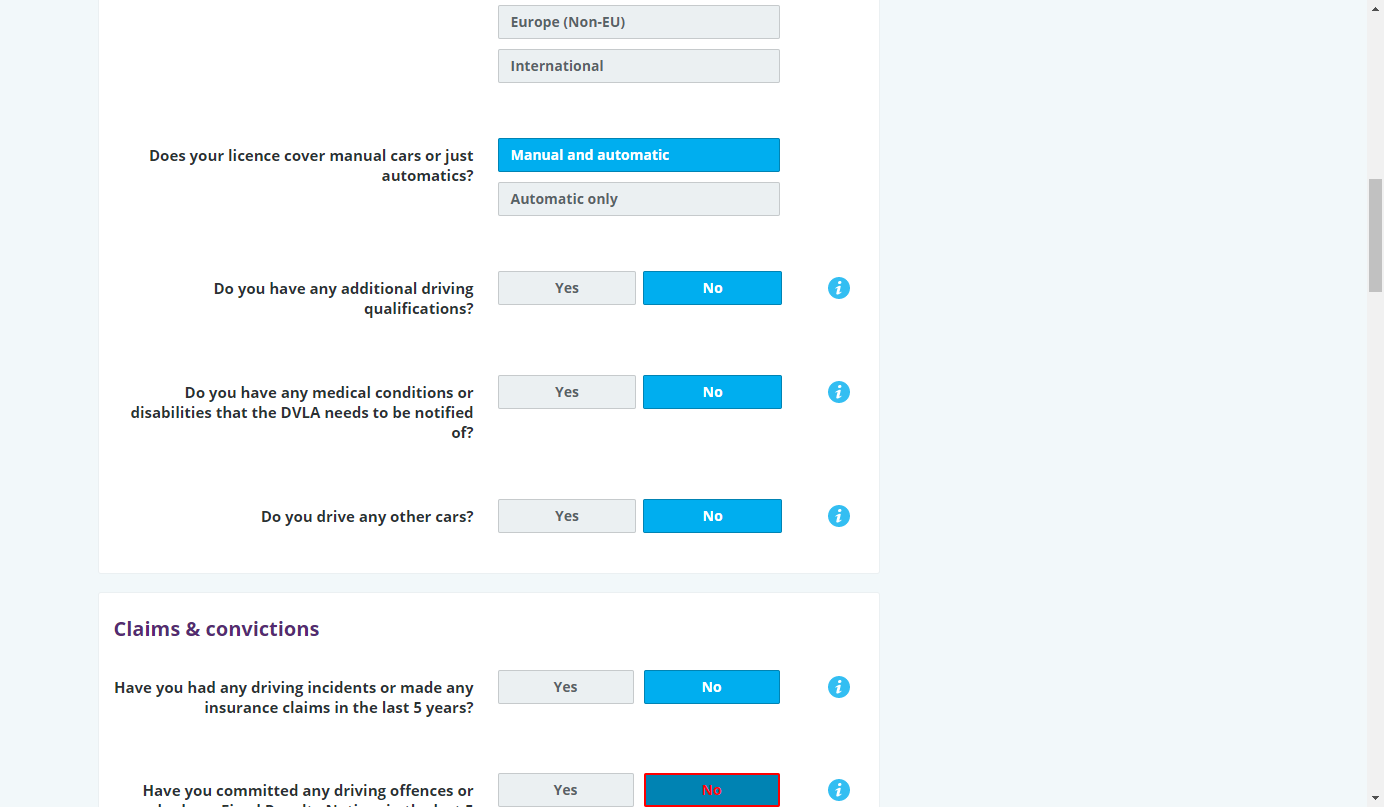 Europe (Non-EU)
International
Does your licence cover manual cars or just
automatics?
Manual and automatic
Automatic only
Do you have any additional driving
qualifications?
Yes
No
Do you have any medical conditions or
disabilities that the DVLA needs to be notified
of?
Yes
No
Do you drive any other cars?
Yes
No
Claims & convictions
Have you had any driving incidents or made any
insurance claims in the last 5 years?
Yes
No
Have you committed any driving offences or
Yes
No